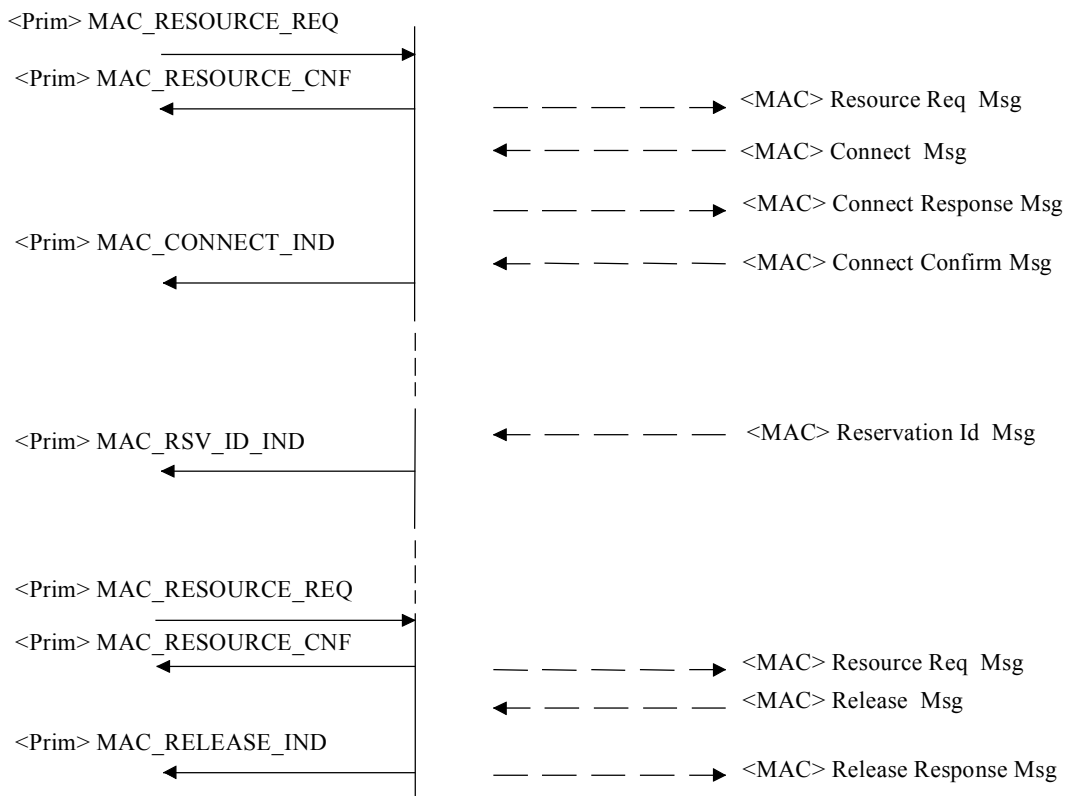 <Prim> MAC_RESOURCE_REQ
<Prim> MAC_RESOURCE_CNF
<MAC> Resource Req Msg
<MAC> Connect Msg
<MAC> Connect Response Msg
<Prim> MAC_CONNECT_IND
<MAC> Connect Confirm Msg
<Prim> MAC_RSV_ID_IND
<MAC> Reservation Id Msg
<Prim> MAC_RESOURCE_REQ
<Prim> MAC_RESOURCE_CNF
<MAC> Resource Req Msg
<MAC> Release Msg
<Prim> MAC_RELEASE_IND
<MAC> Release Response Msg